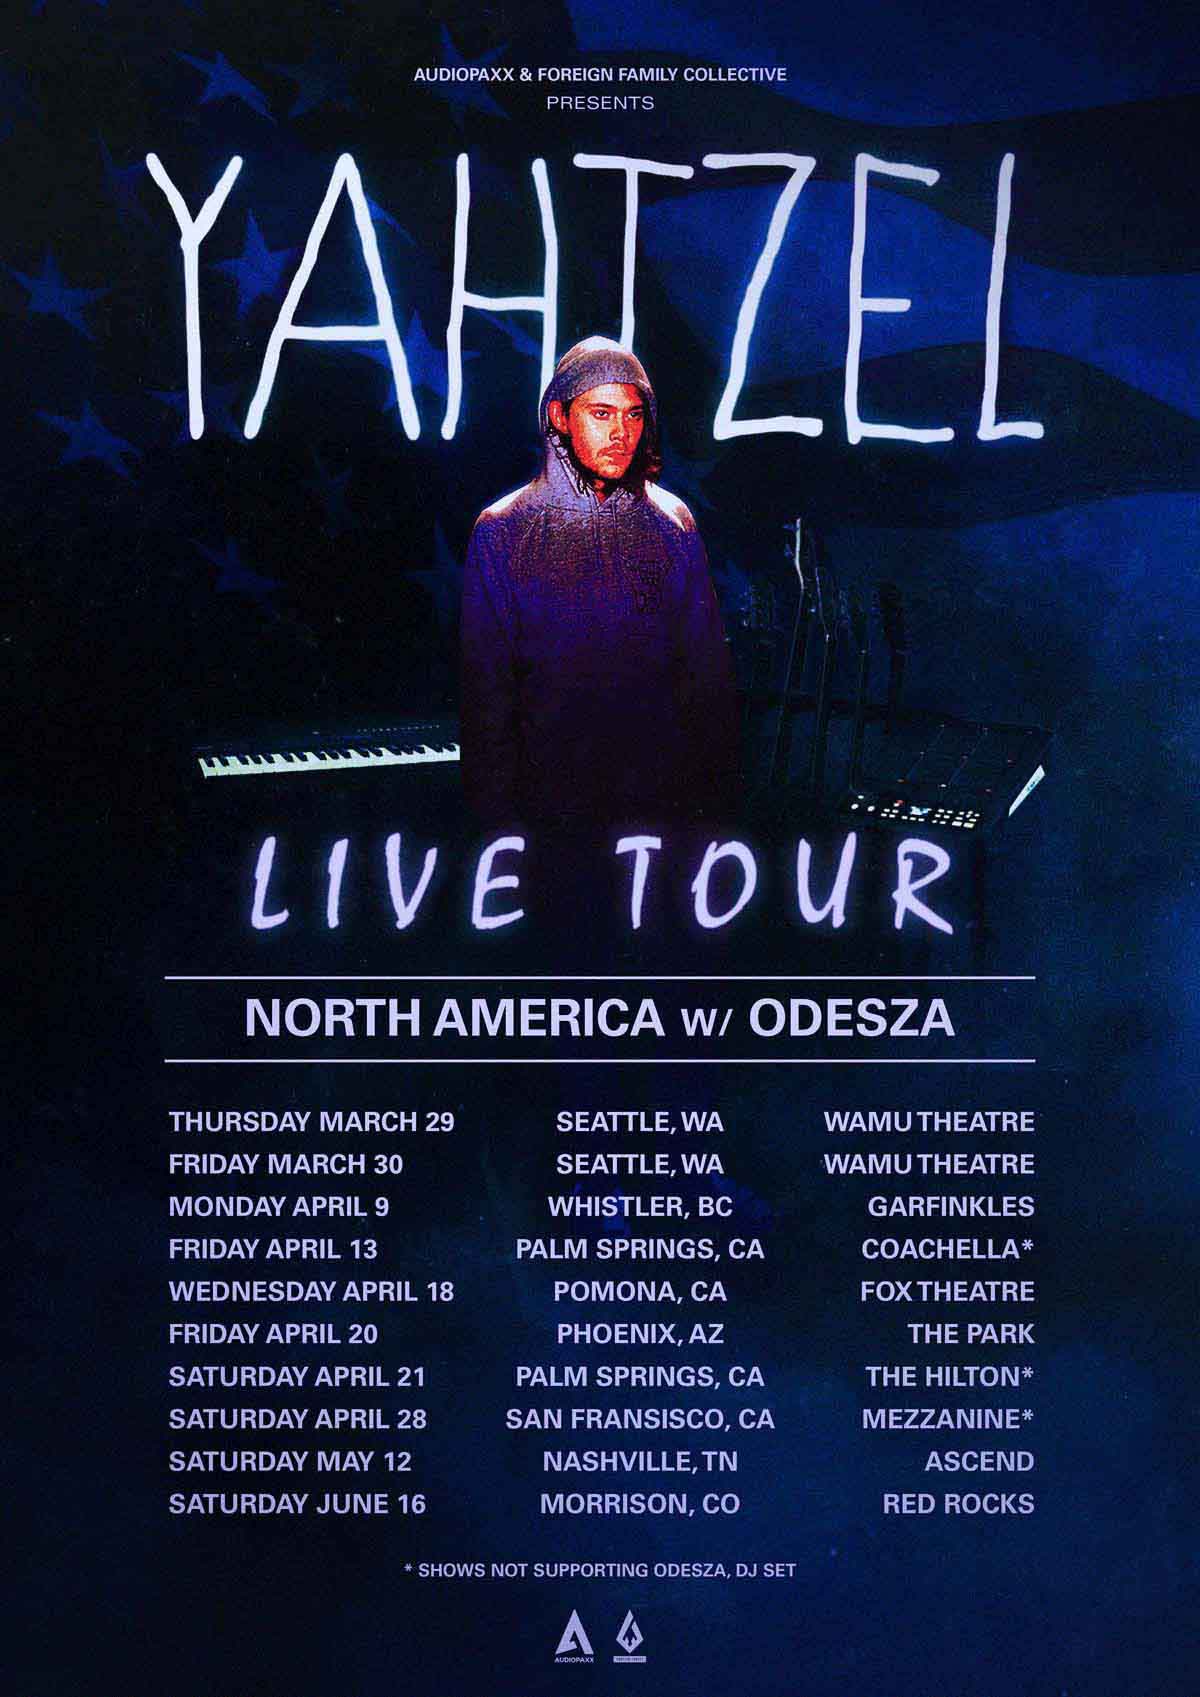 AUDIOPAXX & FOREIGN FAMILY COLLECTIVE
PRESENTS
YAHTZEL
LIVE TOUR
NORTH AMERICA W/ ODESZA
THURSDAY MARCH 29 SEATTLE, WA WAMU THEATRE
FRIDAY MARCH 30 SEATTLE, WA WAMU THEATRE
MONDAY APRIL 9 WHISTLER, BC GARFINKLES
FRIDAY APRIL 13 PALM SPRINGS, CA COACHELLA*
WEDNESDAY APRIL 18 POMONA, CA FOX THEATRE
FRIDAY APRIL 20 PHOENIX, AZ THE PARK
SATURDAY APRIL 21 PALM SPRINGS, CA THE HILTON*
SATURDAY APRIL 28 SAN FRANSISCO, CA MEZZANINE*
SATURDAY MAY 12 NASHVILLE, TN ASCEND
SATURDAY JUNE 16 MORRISON, CO RED ROCKS
* SHOWS NOT SUPPORTING ODESZA, DJ SET
AUDIOPAXX